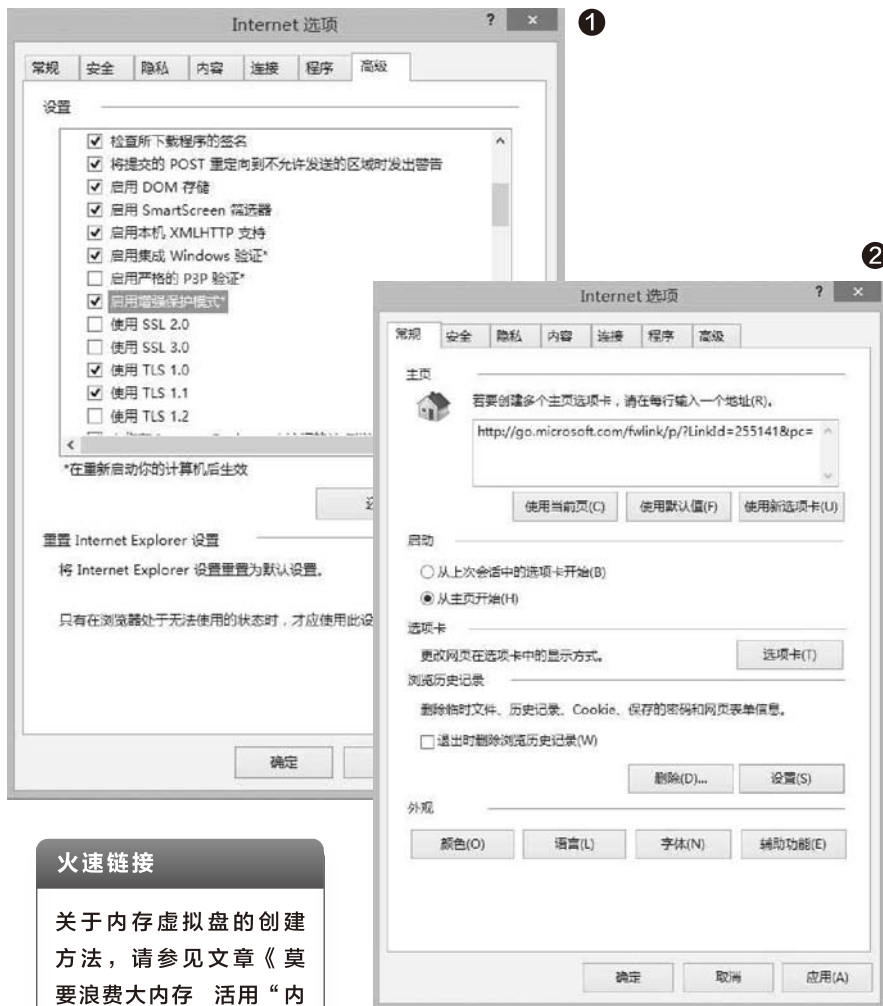 Internet 选项
?
×
❶
常规
安全
隐私
内容
连接
程序
高级
设置
检查所下载程序的签名
将提交的 POST 重定向到不允许发送的区域时发出警告
启用 DOM 存储
启用 SmartScreen 筛选器
启用本机 XMLHTTP 支持
启用集成 Windows 验证*
启用严格的 P3P 验证*
启用增强保护模式*
使用 SSL 2.0
使用 SSL 3.0
使用 TLS 1.0
使用 TLS 1.1
使用 TLS 1.2
*在重新启动你的计算机后生效
重置 Internet Explorer 设置
将 Internet Explorer 设置重置为默认设置。
只有在浏览器处于无法使用的状态时，才应使用此设
确定
❷
Internet 选项
?
×
常规
安全
隐私
内容
连接
程序
高级
主页
若要创建多个主页选项卡，请在每行输入一个地址(R)。
http://go.microsoft.com/fwlink/p/?LinkId=255141&pc=
使用当前页(C)
使用默认值(F)
使用新选项卡(U)
启动
从上次会话中的选项卡开始(B)
从主页开始(H)
选项卡
更改网页在选项卡中的显示方式。
选项卡(T)
浏览历史记录
删除临时文件、历史记录、Cookie、保存的密码和网页表单信息。
退出时删除浏览历史记录(W)
删除(D)...
设置(S)
外观
颜色(O)
语言(L)
字体(N)
辅助功能(E)
确定
取消
应用(A)
火速链接
关于内存虚拟盘的创建
方法，请参见文章《莫
要浪费大内存 活用“内